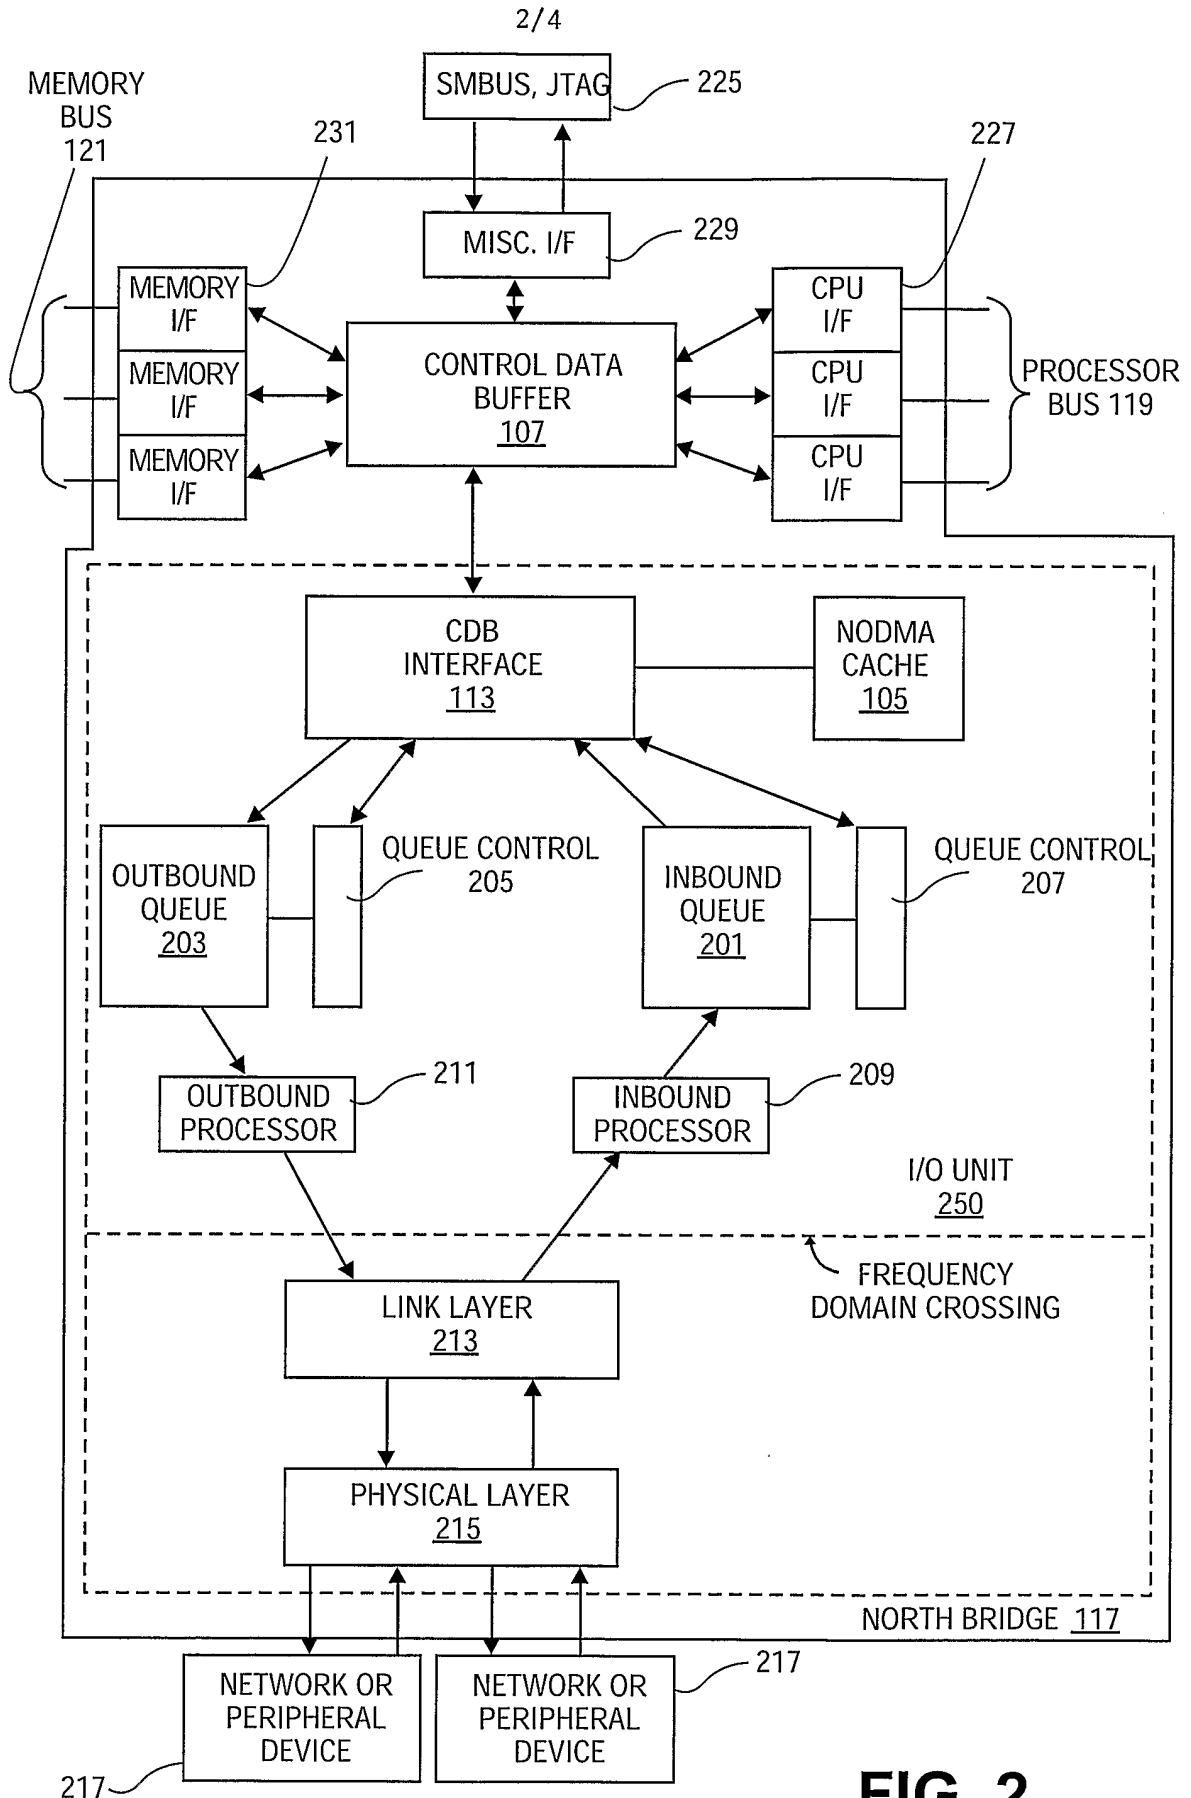 2/4
SMBUS, JTAG
225
MEMORY
BUS
121
231
227
MISC. I/F
229
MEMORY
I/F
MEMORY
I/F
MEMORY
I/F
CONTROL DATA
BUFFER
107
CPU
I/F
CPU
I/F
CPU
I/F
PROCESSOR
BUS 119
CDB
INTERFACE
113
NODMA
CACHE
105
OUTBOUND
QUEUE
203
QUEUE CONTROL
205
INBOUND
QUEUE
201
QUEUE CONTROL
207
OUTBOUND
PROCESSOR
211
INBOUND
PROCESSOR
209
I/O UNIT
250
FREQUENCY
DOMAIN CROSSING
LINK LAYER
213
PHYSICAL LAYER
215
NORTH BRIDGE 117
NETWORK OR
PERIPHERAL
DEVICE
NETWORK OR
PERIPHERAL
DEVICE
217
217
FIG. 2